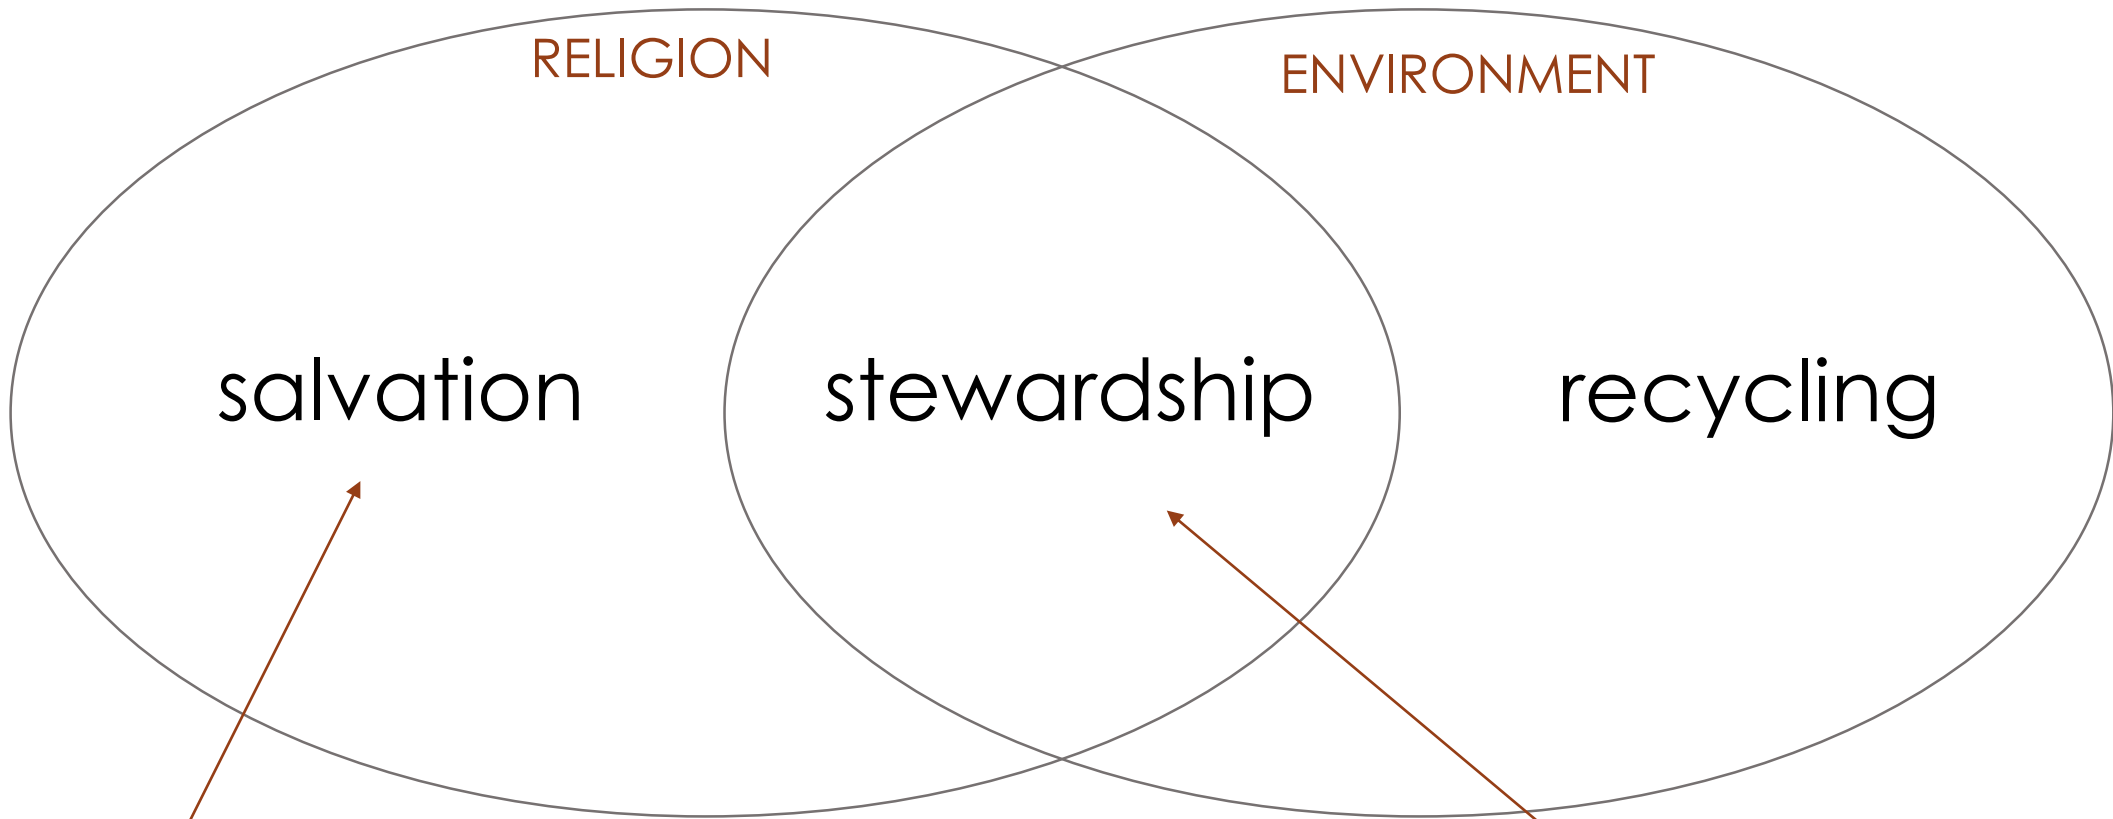 RELIGION
ENVIRONMENT
salvation
stewardship
recycling